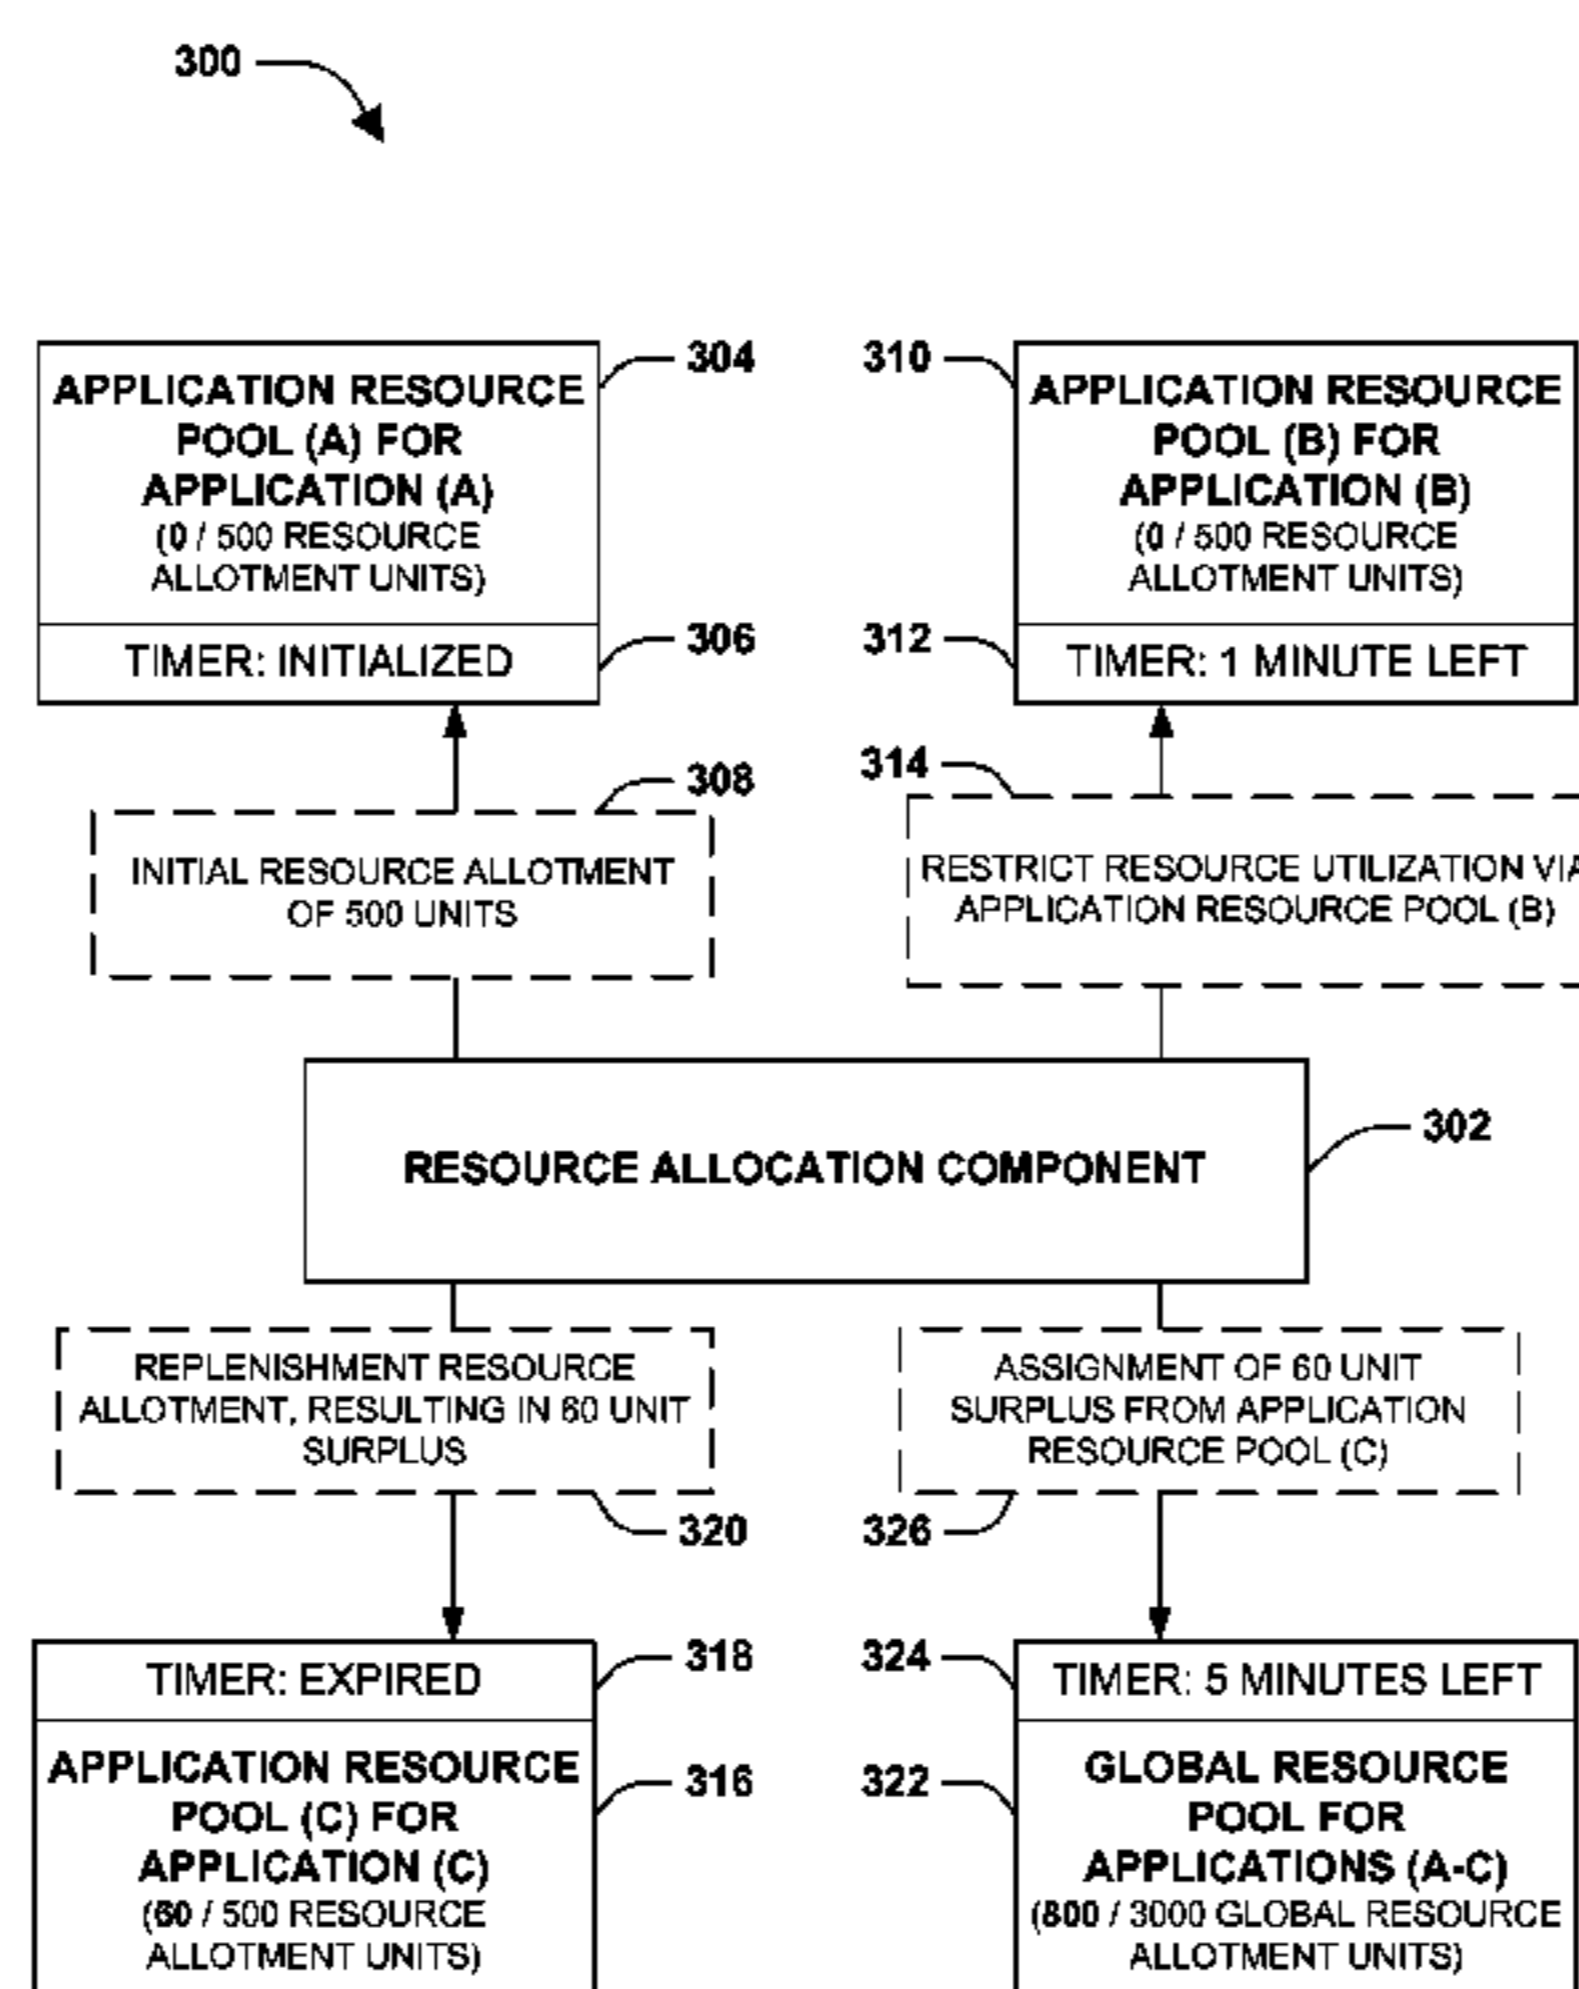 300
304
310
APPLICATION RESOURCE
POOL (A) FOR
APPLICATION (A)
(0 / 500 RESOURCE
ALLOTMENT UNITS)
APPLICATION RESOURCE
POOL (B) FOR
APPLICATION (B)
(0 / 500 RESOURCE
ALLOTMENT UNITS)
306
312
TIMER: INITIALIZED
TIMER: 1 MINUTE LEFT
308
314
INITIAL RESOURCE ALLOTMENT
OF 500 UNITS
RESTRICT RESOURCE UTILIZATION VIA
APPLICATION RESOURCE POOL (B)
302
RESOURCE ALLOCATION COMPONENT
REPLENISHMENT RESOURCE
ALLOTMENT, RESULTING IN 60 UNIT
SURPLUS
ASSIGNMENT OF 60 UNIT
SURPLUS FROM APPLICATION
RESOURCE POOL (C)
320
326
318
324
TIMER: EXPIRED
TIMER: 5 MINUTES LEFT
316
322
APPLICATION RESOURCE
POOL (C) FOR
APPLICATION (C)
(60 / 500 RESOURCE
ALLOTMENT UNITS)
GLOBAL RESOURCE
POOL FOR
APPLICATIONS (A-C)
(800 / 3000 GLOBAL RESOURCE
ALLOTMENT UNITS)